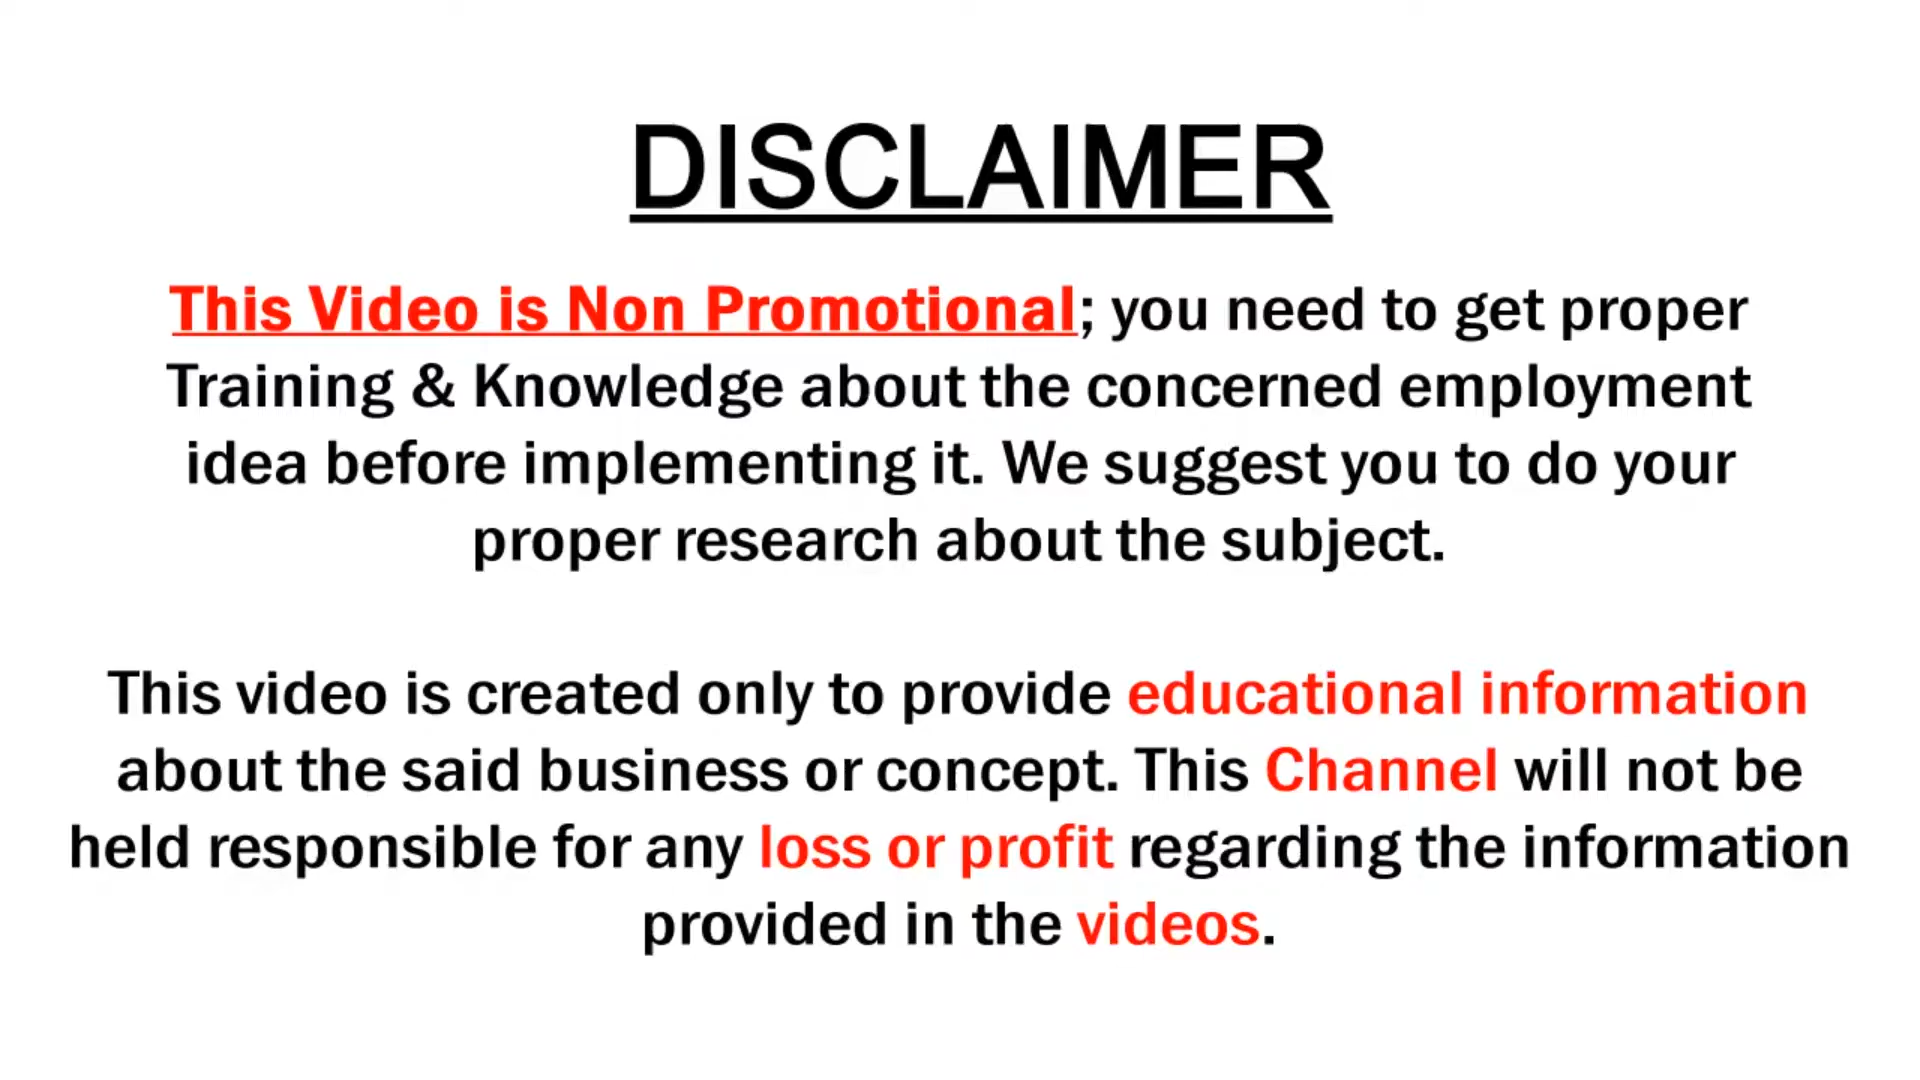 DISCLAIMER
This Video is Non Promotional; you need to get proper
Training & Knowledge about the concerned employment
idea before implementing it. We suggest you to do your
proper research about the subject.
This video is created only to provide educational information
about the said business or concept. This Channel will not be
held responsible for any loss or profit regarding the information
provided in the videos.